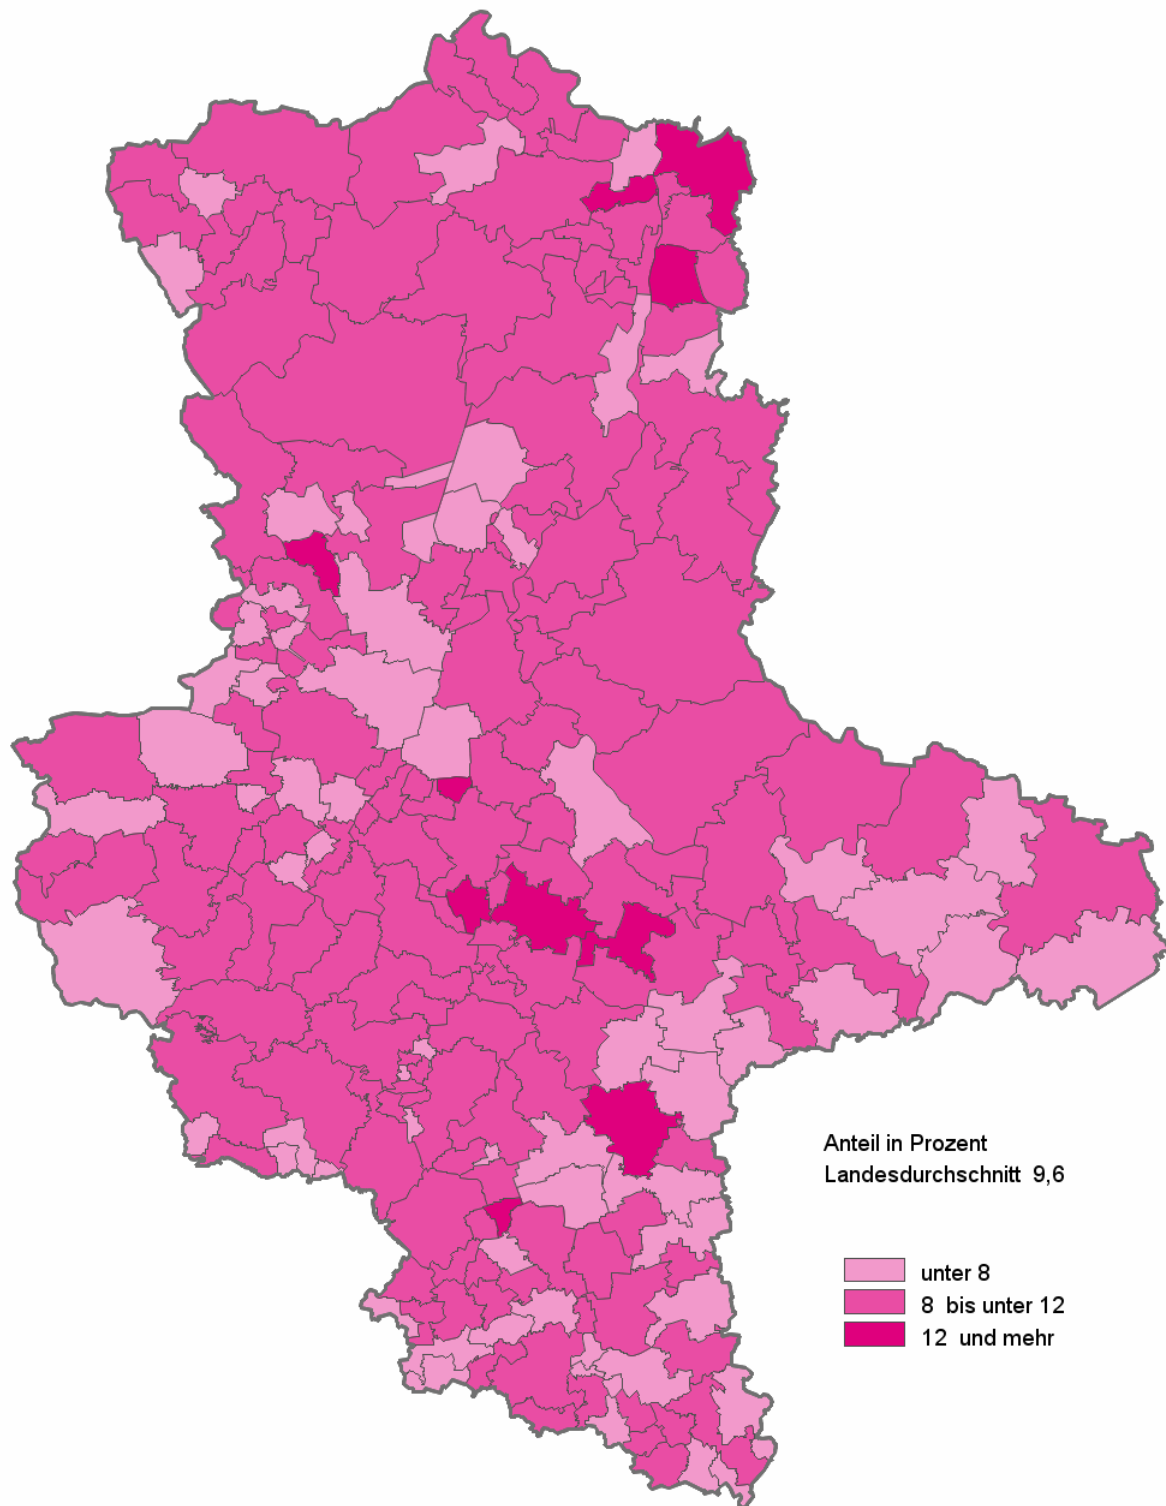 Anteil in Prozent
Landesdurchschnitt 9,6
unter 8
8 bis unter 12
12 und mehr